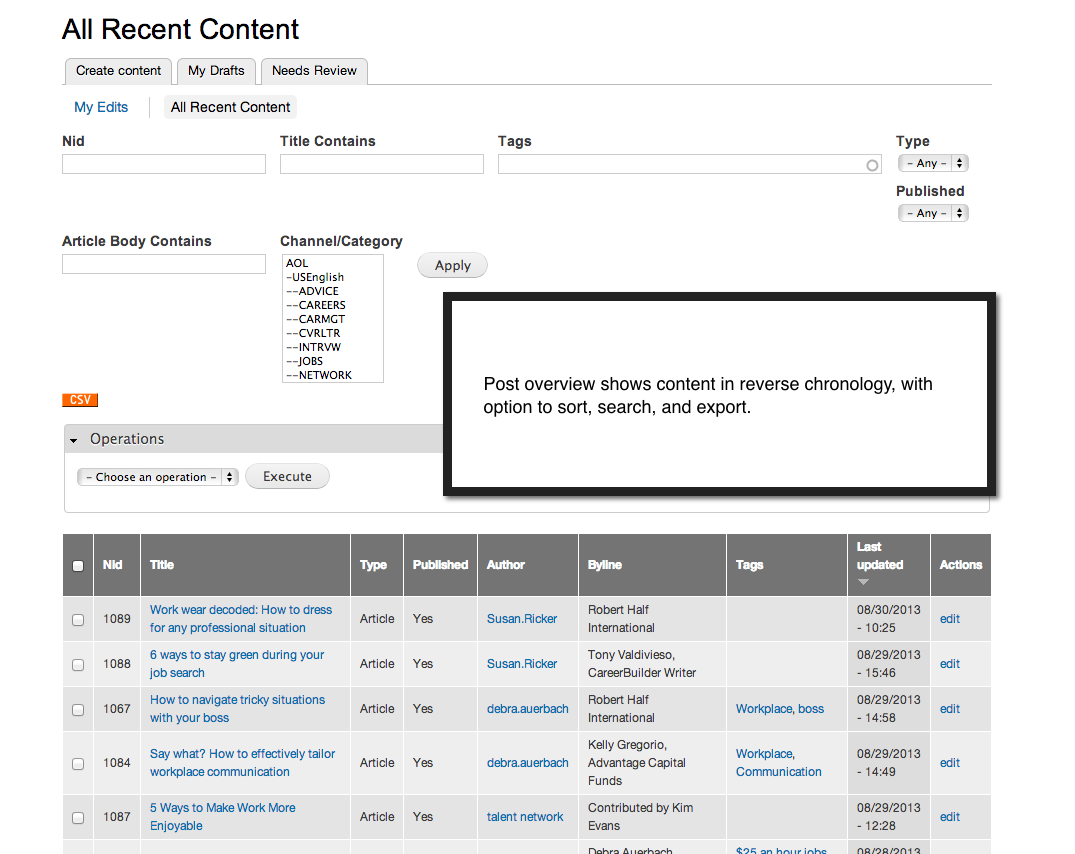 All Recent Content
Create content
My Drafts
Needs Review
My Edits
All Recent Content
Nid
Title Contains
Tags
Type
- Any -
Published
- Any -
Article Body Contains
Channel/Category
AOL
-USEnglish
--ADVICE
--CAREERS
--CARMGT
--CVRLTR
--INTRVW
--JOBS
--NETWORK
Apply
Post overview shows content in reverse chronology, with
option to sort, search, and export.
CSV
Operations
- Choose an operation -
Execute
Nid
Title
Type
Published
Author
Byline
Tags
Last
updated
Actions
1089
Work wear decoded: How to dress
for any professional situation
Article
Yes
Susan.Ricker
Robert Half
International
08/30/2013
- 10:25
edit
1088
6 ways to stay green during your
job search
Article
Yes
Susan.Ricker
Tony Valdivieso,
CareerBuilder Writer
08/29/2013
- 15:46
edit
1067
How to navigate tricky situations
with your boss
Article
Yes
debra.auerbach
Robert Half
International
Workplace, boss
08/29/2013
- 14:58
edit
1084
Say what? How to effectively tailor
workplace communication
Article
Yes
debra.auerbach
Kelly Gregorio,
Advantage Capital
Funds
Workplace,
Communication
08/29/2013
- 14:49
edit
1087
5 Ways to Make Work More
Enjoyable
Article
Yes
talent network
Contributed by Kim
Evans
08/29/2013
- 12:28
edit
Debra Auerbach
$25 an hour jobs
08/28/2013